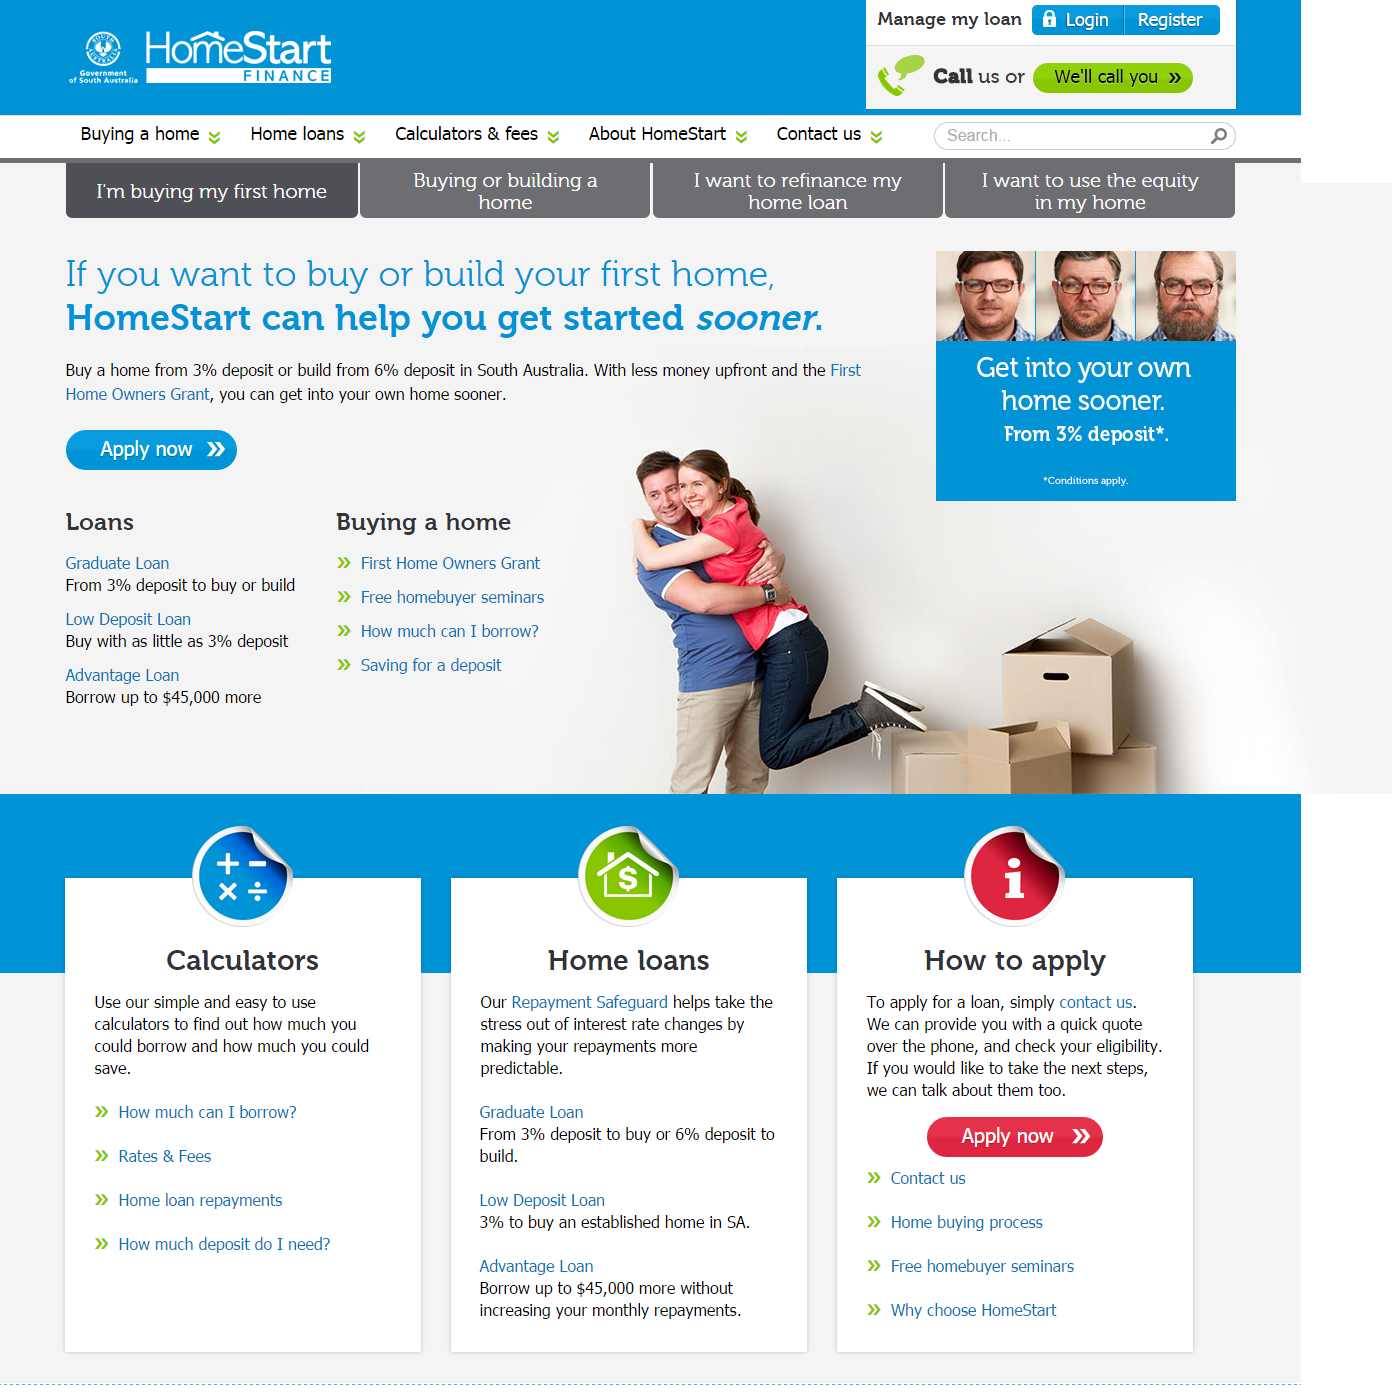 Manage my loan
Login
Register
SOUTH AUSTRALIA
Government
of South Australia
HomeStart
FINANCE
Call us or
We'll call you
Buying a home
Home loans
Calculators & fees
About HomeStart
Contact us
Search...
I'm buying my first home
Buying or building a
home
I want to refinance my
home loan
I want to use the equity
in my home
If you want to buy or build your first home,
HomeStart can help you get started sooner.
Buy a home from 3% deposit or build from 6% deposit in South Australia. With less money upfront and the First
Home Owners Grant, you can get into your own home sooner.
Apply now
Get into your own
home sooner.
From 3% deposit*.
*Conditions apply.
Loans
Graduate Loan
From 3% deposit to buy or build
Low Deposit Loan
Buy with as little as 3% deposit
Advantage Loan
Borrow up to $45,000 more
Buying a home
First Home Owners Grant
Free homebuyer seminars
How much can I borrow?
Saving for a deposit
Calculators
Use our simple and easy to use
calculators to find out how much you
could borrow and how much you could
save.
How much can I borrow?
Rates & Fees
Home loan repayments
How much deposit do I need?
Home loans
Our Repayment Safeguard helps take the
stress out of interest rate changes by
making your repayments more
predictable.
Graduate Loan
From 3% deposit to buy or 6% deposit to
build.
Low Deposit Loan
3% to buy an established home in SA.
Advantage Loan
Borrow up to $45,000 more without
increasing your monthly repayments.
How to apply
To apply for a loan, simply contact us.
We can provide you with a quick quote
over the phone, and check your eligibility.
If you would like to take the next steps,
we can talk about them too.
Apply now
Contact us
Home buying process
Free homebuyer seminars
Why choose HomeStart